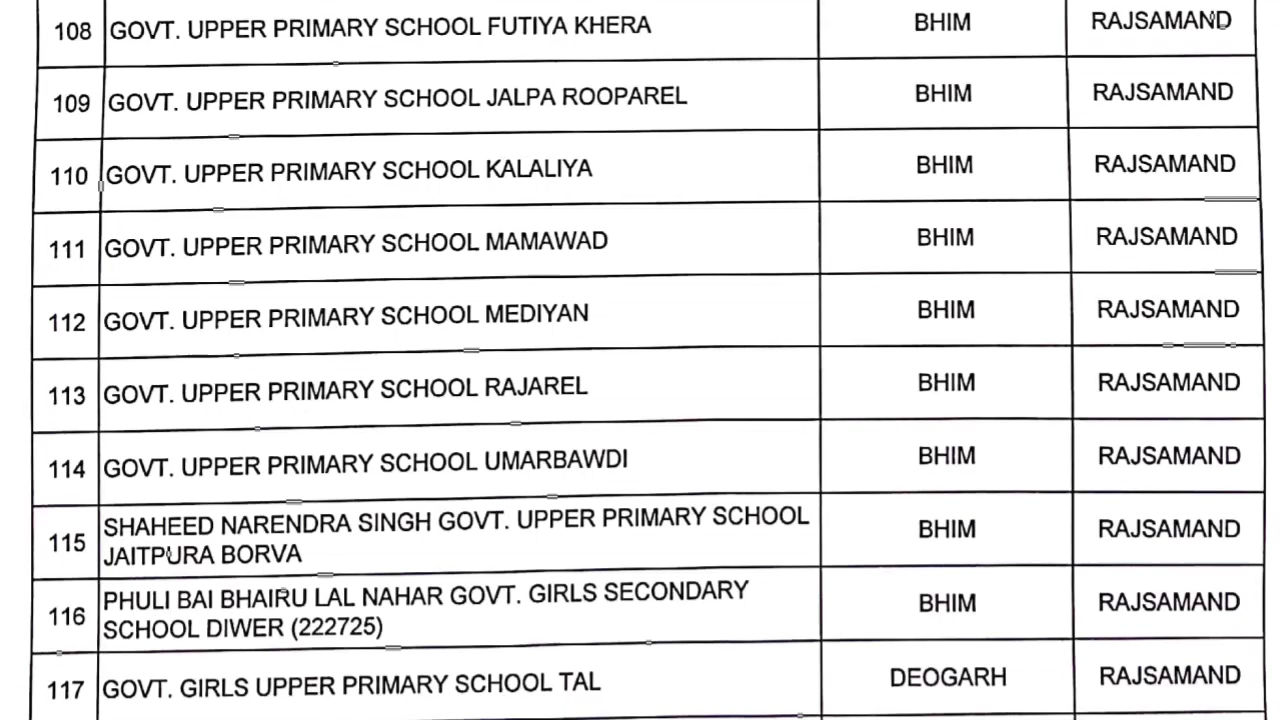 108 GOVT. UPPER PRIMARY SCHOOL FUTIYA KHERA BHIM RAJSAMAND
109 GOVT. UPPER PRIMARY SCHOOL JALPA ROOPAREL BHIM RAJSAMAND
110 GOVT. UPPER PRIMARY SCHOOL KALALIYA BHIM RAJSAMAND
111 GOVT. UPPER PRIMARY SCHOOL MAMAWAD BHIM RAJSAMAND
112 GOVT. UPPER PRIMARY SCHOOL MEDIYAN BHIM RAJSAMAND
113 GOVT. UPPER PRIMARY SCHOOL RAJAREL BHIM RAJSAMAND
114 GOVT. UPPER PRIMARY SCHOOL UMARBAWDI BHIM RAJSAMAND
115 SHAHEED NARENDRA SINGH GOVT. UPPER PRIMARY SCHOOL
JAITPURA BORVA BHIM RAJSAMAND
116 PHULI BAI BHAIRU LAL NAHAR GOVT. GIRLS SECONDARY
SCHOOL DIWER (222725) BHIM RAJSAMAND
117 GOVT. GIRLS UPPER PRIMARY SCHOOL TAL DEOGARH RAJSAMAND